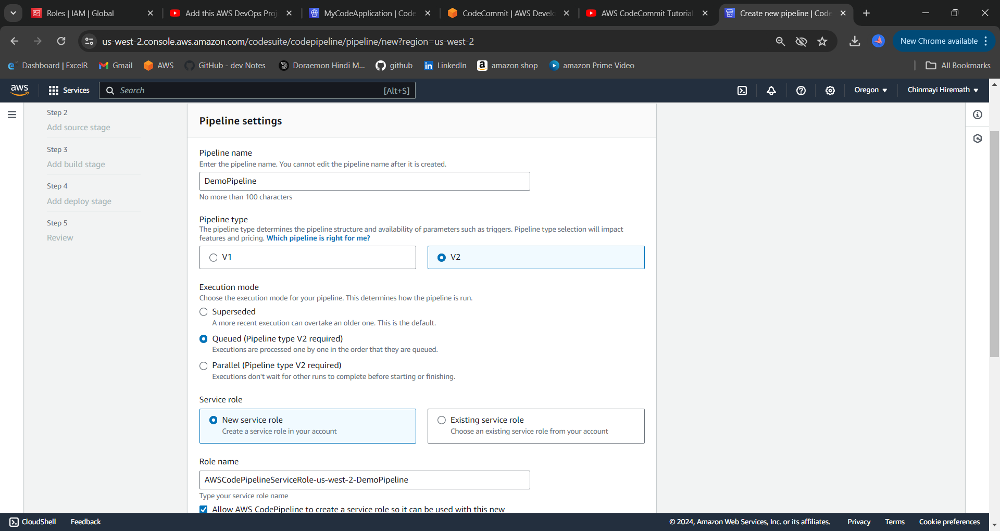 Roles | IAM | Global
Add this AWS DevOps Proj
MyCodeApplication | Code
CodeCommit | AWS Develo
AWS CodeCommit Tutorial
Create new pipeline | Code
us-west-2.console.aws.amazon.com/codesuite/codepipeline/pipeline/new?region=us-west-2
New Chrome available
Dashboard | ExcelR
Gmail
AWS
GitHub - dev Notes
Doraemon Hindi M...
github
LinkedIn
amazon shop
amazon Prime Video
All Bookmarks
aws
Services
Search
[Alt+S]
Oregon
Chinmayi Hiremath
Step 2
Add source stage
Step 3
Add build stage
Step 4
Add deploy stage
Step 5
Review
Pipeline settings
Pipeline name
Enter the pipeline name. You cannot edit the pipeline name after it is created.
DemoPipeline
No more than 100 characters
Pipeline type
The pipeline type determines the pipeline structure and availability of parameters such as triggers. Pipeline type selection will impact
features and pricing. Which pipeline is right for me?
V1
V2
Execution mode
Choose the execution mode for your pipeline. This determines how the pipeline is run.
Superseded
A more recent execution can overtake an older one. This is the default.
Queued (Pipeline type V2 required)
Executions are processed one by one in the order that they are queued.
Parallel (Pipeline type V2 required)
Executions don't wait for other runs to complete before starting or finishing.
Service role
New service role
Create a service role in your account
Existing service role
Choose an existing service role from your account
Role name
AWSCodePipelineServiceRole-us-west-2-DemoPipeline
Type your service role name
Allow AWS CodePipeline to create a service role so it can be used with this new
CloudShell
Feedback
© 2024, Amazon Web Services, Inc. or its affiliates.
Privacy
Terms
Cookie preferences